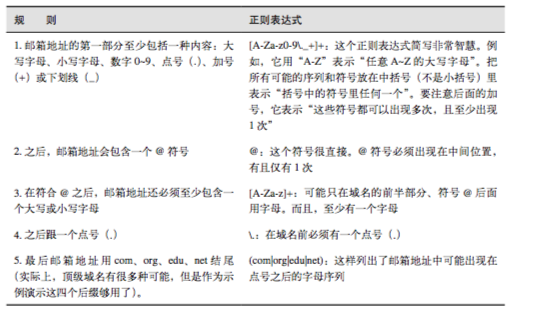 规 则 正则表达式
1. 邮箱地址的第一部分至少包括一种内容：大
写字母、小写字母、数字 0~9、点号（.）、加号
（+）或下划线（_）
[A-Za-z0-9\._+]+：这个正则表达式简写非常智慧。例
如，它用“A-Z”表示“任意 A~Z 的大写字母”。把
所有可能的序列和符号放在中括号（不是小括号）里
表示“括号中的符号里任何一个”。要注意后面的加
号，它表示“这些符号都可以出现多次，且至少出现
1 次”
2. 之后，邮箱地址会包含一个 @ 符号
@：这个符号很直接。@ 符号必须出现在中间位置，
有且仅有 1 次
3. 在符合 @ 之后，邮箱地址还必须至少包含一
个大写或小写字母
[A-Za-z]+：可能只在域名的前半部分、符号 @ 后面
用字母。而且，至少有一个字母
4. 之后跟一个点号（.）
\.：在域名前必须有一个点号（.）
5. 最后邮箱地址用 com、org、edu、net 结尾
（实际上，顶级域名有很多种可能，但是作为示
例演示这四个后缀够用了）。
(com|org|edu|net)：这样列出了邮箱地址中可能出现在
点号之后的字母序列